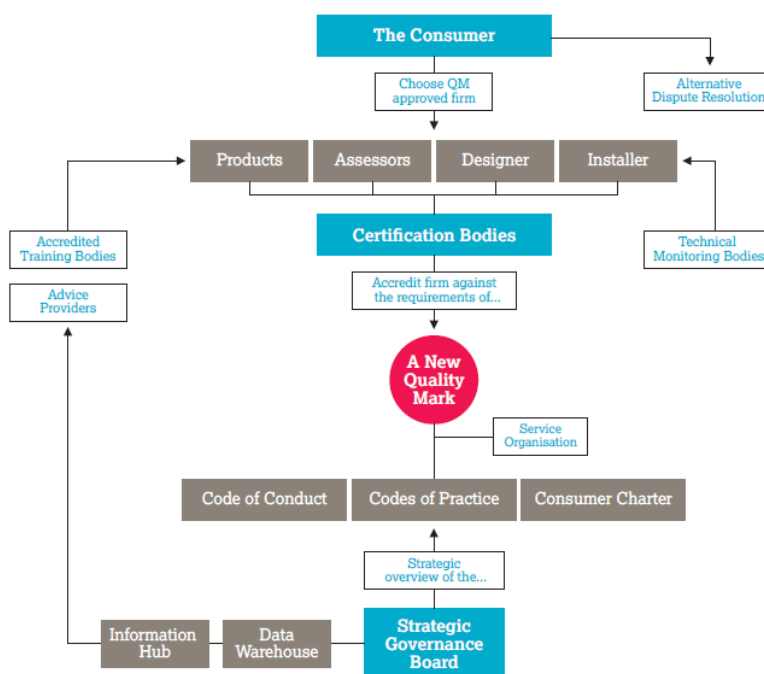 The Consumer
Choose QM
approved firm
Alternative
Dispute Resolution
Products
Assessors
Designer
Installer
Accredited
Training Bodies
Certification Bodies
Technical
Monitoring Bodies
Advice
Providers
Accredit firm against
the requirements of...
A New
Quality
Mark
Service
Organisation
Code of Conduct
Codes of Practice
Consumer Charter
Strategic
overview of the...
Information
Hub
Data
Warehouse
Strategic
Governance
Board